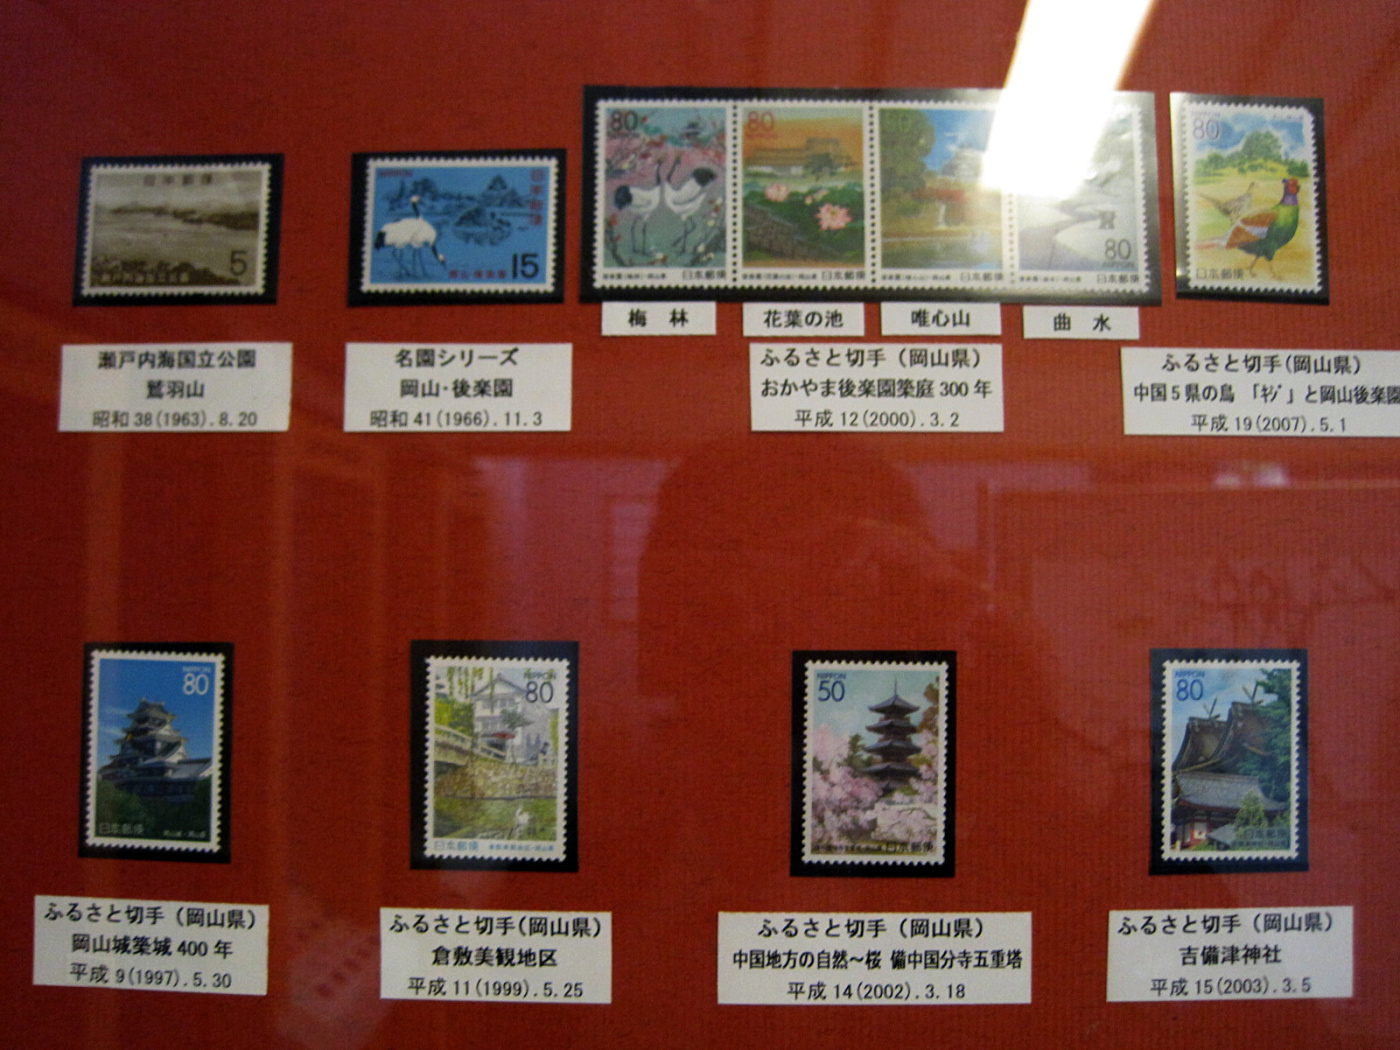 日本郵便
5
NIPPON
日本郵便
15
80
NIPPON
日本郵便
80
NIPPON
日本郵便
80
日本郵便
80
日本郵便
80
日本郵便
梅 林
花葉の池
唯心山
曲 水
瀬戸内海国立公園
鷲羽山
昭和 38(1963).8.20
名園シリーズ
岡山・後楽園
昭和 41(1966).11.3
ふるさと切手（岡山県）
おかやま後楽園築庭 300 年
平成 12(2000).3.2
ふるさと切手(岡山県)
中国5県の鳥 「ｷｼﾞ」と岡山後楽園
平成 19(2007).5.1
NIPPON
80
日本郵便
NIPPON
80
日本郵便
NIPPON
50
日本郵便
NIPPON
80
日本郵便
ふるさと切手（岡山県）
岡山城築城 400 年
平成 9(1997).5.30
ふるさと切手(岡山県)
倉敷美観地区
平成 11(1999).5.25
ふるさと切手（岡山県）
中国地方の自然～桜 備中国分寺五重塔
平成 14(2002).3.18
ふるさと切手（岡山県）
吉備津神社
平成 15(2003).3.5